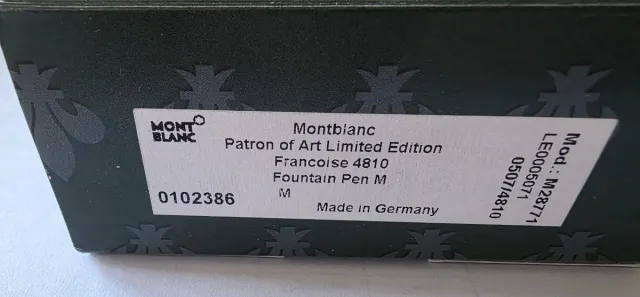 MONT
BLANC
Montblanc
Patron of Art Limited Edition
Francoise 4810
Fountain Pen M
M
0102386
Made in Germany
Mod.: M28771
LE0005071
0507/4810